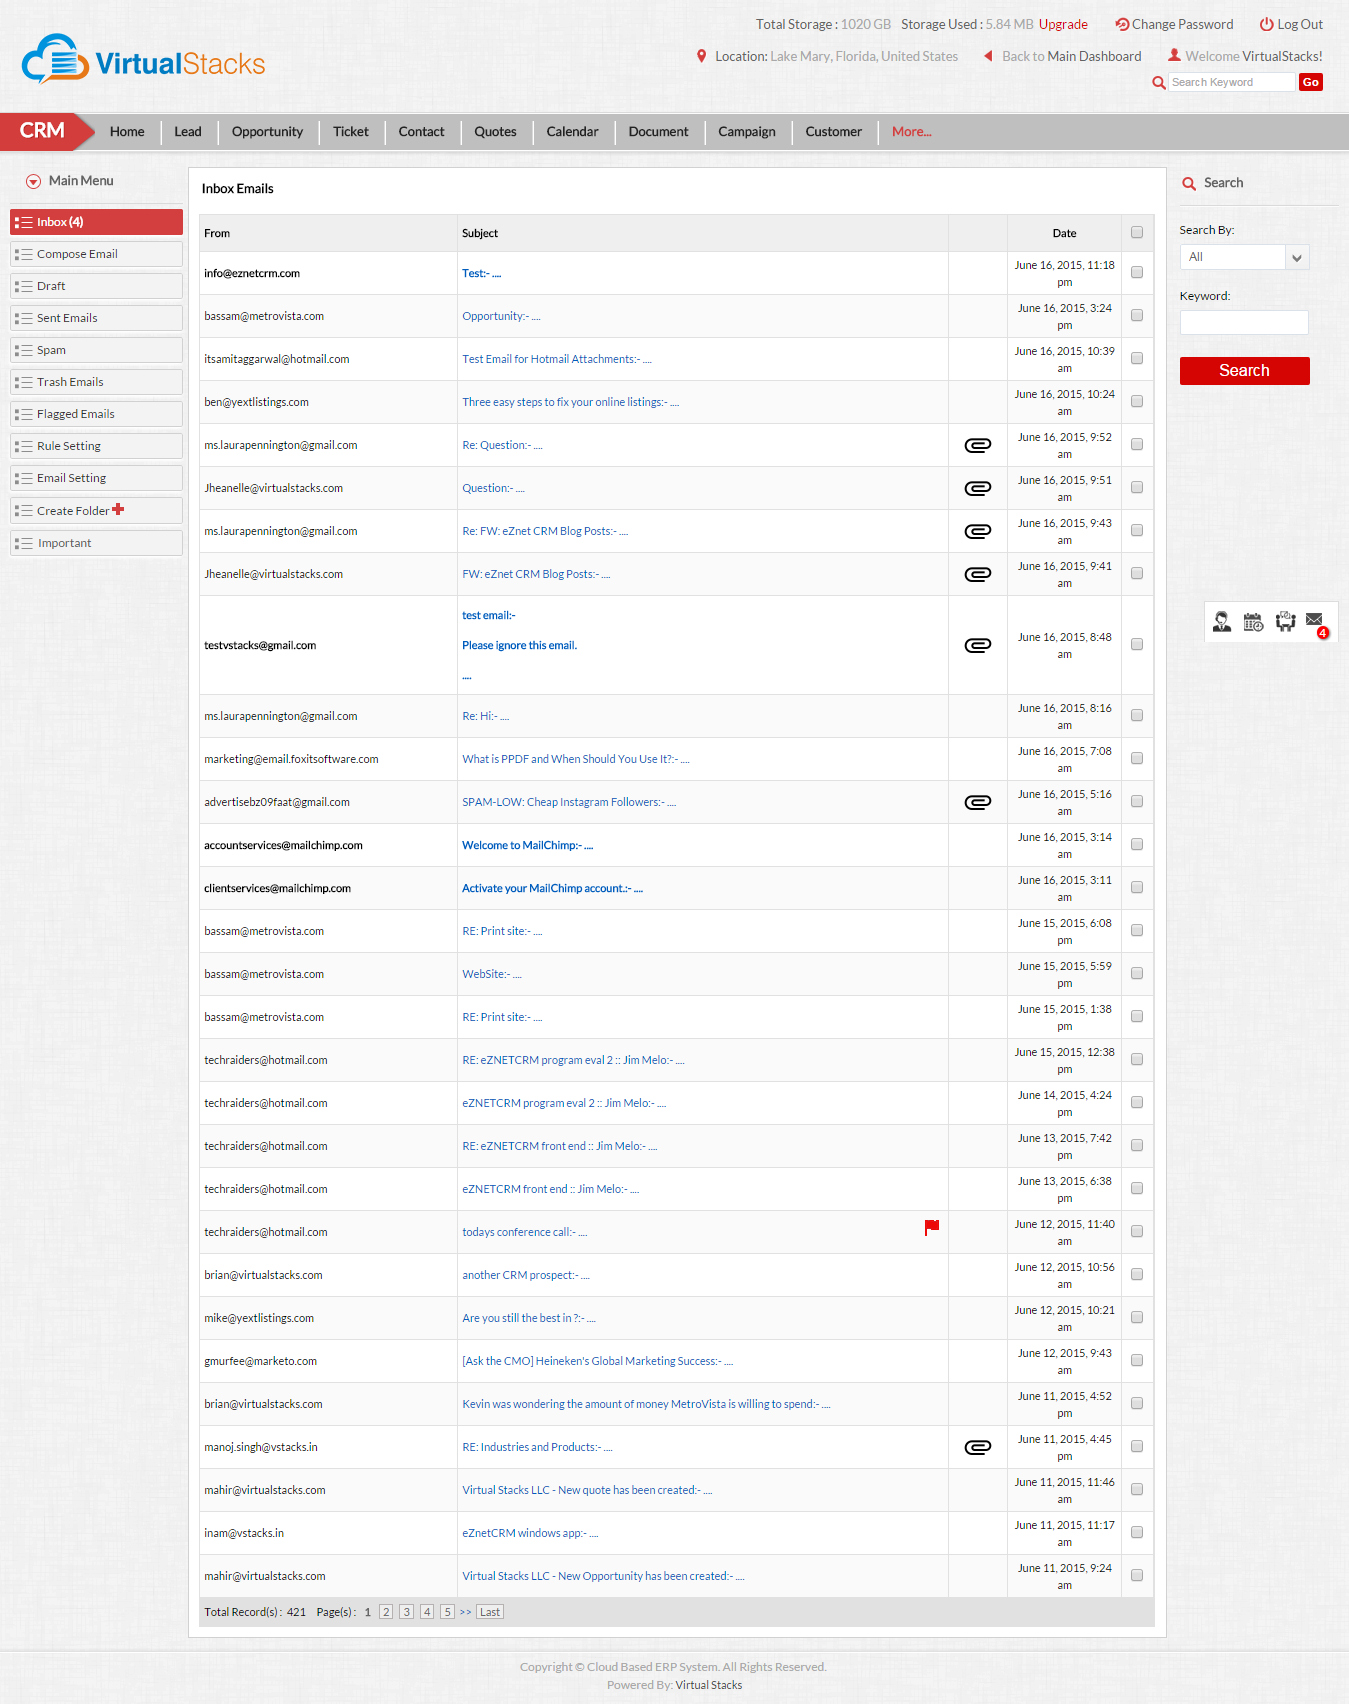 Total Storage : 1020 GB Storage Used : 5.84 MB Upgrade Change Password Log Out
VirtualStacks
Location: Lake Mary, Florida, United States Back to Main Dashboard Welcome VirtualStacks!
Search Keyword Go
CRM Home Lead Opportunity Ticket Contact Quotes Calendar Document Campaign Customer More...
Main Menu
Inbox (4)
Compose Email
Draft
Sent Emails
Spam
Trash Emails
Flagged Emails
Rule Setting
Email Setting
Create Folder
Important
Inbox Emails
From Subject Date
info@eznetcrm.com Test:- .... June 16, 2015, 11:18
pm
bassam@metrovista.com Opportunity:- .... June 16, 2015, 3:24
pm
itsamitaggarwal@hotmail.com Test Email for Hotmail Attachments:- .... June 16, 2015, 10:39
am
ben@yextlistings.com Three easy steps to fix your online listings:- .... June 16, 2015, 10:24
am
ms.laurapennington@gmail.com Re: Question:- .... June 16, 2015, 9:52
am
Jheanelle@virtualstacks.com Question:- .... June 16, 2015, 9:51
am
ms.laurapennington@gmail.com Re: FW: eZnet CRM Blog Posts:- .... June 16, 2015, 9:43
am
Jheanelle@virtualstacks.com FW: eZnet CRM Blog Posts:- .... June 16, 2015, 9:41
am
test email:-
testvstacks@gmail.com Please ignore this email. June 16, 2015, 8:48
am
....
ms.laurapennington@gmail.com Re: Hi:- .... June 16, 2015, 8:16
am
marketing@email.foxitsoftware.com What is PPDF and When Should You Use It?:- .... June 16, 2015, 7:08
am
advertisebz09faat@gmail.com SPAM-LOW: Cheap Instagram Followers:- .... June 16, 2015, 5:16
am
accountservices@mailchimp.com Welcome to MailChimp:- .... June 16, 2015, 3:14
am
clientservices@mailchimp.com Activate your MailChimp account.:- .... June 16, 2015, 3:11
am
bassam@metrovista.com RE: Print site:- .... June 15, 2015, 6:08
pm
bassam@metrovista.com WebSite:- .... June 15, 2015, 5:59
pm
bassam@metrovista.com RE: Print site:- .... June 15, 2015, 1:38
pm
techraiders@hotmail.com RE: eZNETCRM program eval 2 :: Jim Melo:- .... June 15, 2015, 12:38
pm
techraiders@hotmail.com eZNETCRM program eval 2 :: Jim Melo:- .... June 14, 2015, 4:24
pm
techraiders@hotmail.com RE: eZNETCRM front end :: Jim Melo:- .... June 13, 2015, 7:42
pm
techraiders@hotmail.com eZNETCRM front end :: Jim Melo:- .... June 13, 2015, 6:38
pm
techraiders@hotmail.com todays conference call:- .... June 12, 2015, 11:40
am
brian@virtualstacks.com another CRM prospect:- .... June 12, 2015, 10:56
am
mike@yextlistings.com Are you still the best in ?:- .... June 12, 2015, 10:21
am
gmurfee@marketo.com [Ask the CMO] Heineken's Global Marketing Success:- .... June 12, 2015, 9:43
am
brian@virtualstacks.com Kevin was wondering the amount of money MetroVista is willing to spend:- .... June 11, 2015, 4:52
pm
manoj.singh@vstacks.in RE: Industries and Products:- .... June 11, 2015, 4:45
pm
mahir@virtualstacks.com Virtual Stacks LLC - New quote has been created:- .... June 11, 2015, 11:46
am
inam@vstacks.in eZnetCRM windows app:- .... June 11, 2015, 11:17
am
mahir@virtualstacks.com Virtual Stacks LLC - New Opportunity has been created:- .... June 11, 2015, 9:24
am
Total Record(s) : 421 Page(s) : 1 2 3 4 5 >> Last
Search
Search By:
All
Keyword:
Search
4
Copyright © Cloud Based ERP System. All Rights Reserved.
Powered By: Virtual Stacks